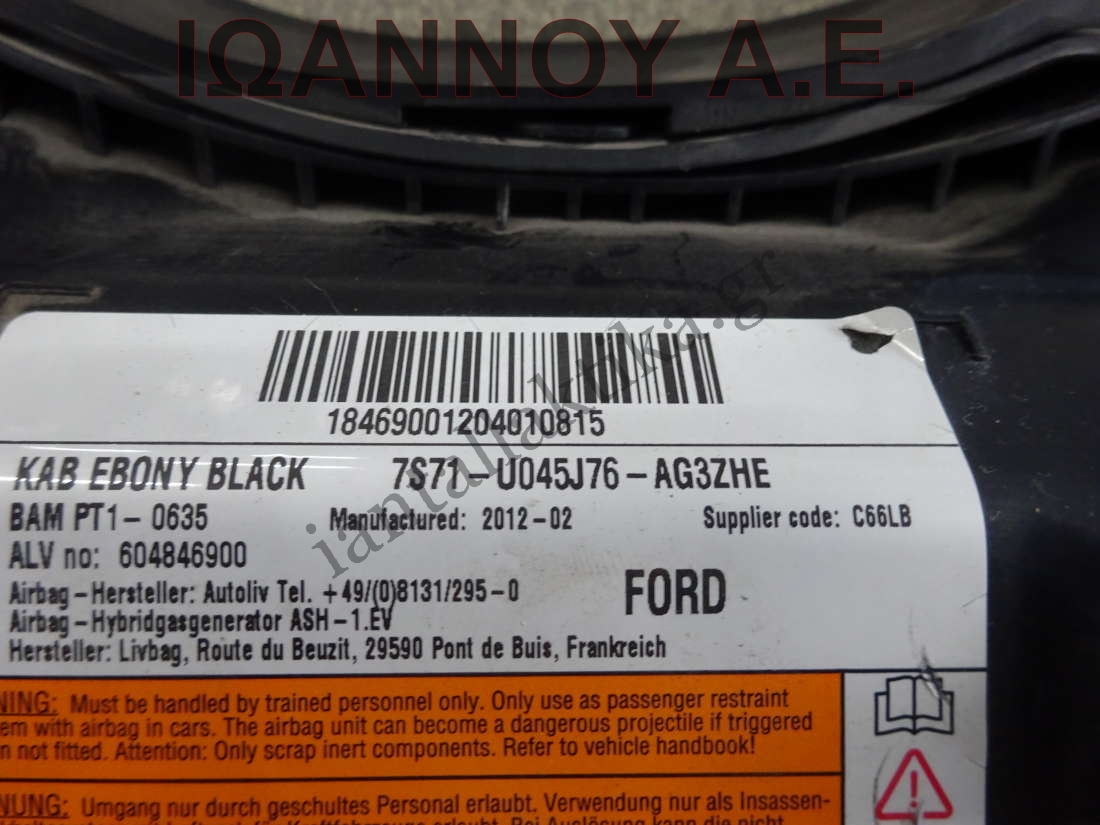 ΙΩΑΝΝΟΥ Α.Ε.
18469001204010815
KAB EBONY BLACK 7S71-U045J76-AG3ZHE
BAM PT1-0635 Manufactured: 2012-02 Supplier code: C66LB
ALV no: 604846900
Airbag-Hersteller: Autoliv Tel. +49/(0)8131/295-0 FORD
Airbag-Hybridgasgenerator ASH-1.EV
Hersteller: Livbag, Route du Beuzit, 29590 Pont de Buis, Frankreich
iantallaktika.gr
NING: Must be handled by trained personnel only. Only use as passenger restraint
em with airbag in cars. The airbag unit can become a dangerous projectile if triggered
n not fitted. Attention: Only scrap inert components. Refer to vehicle handbook!
NUNG: Umgang nur durch geschultes Personal erlaubt. Verwendung nur als Insassen-